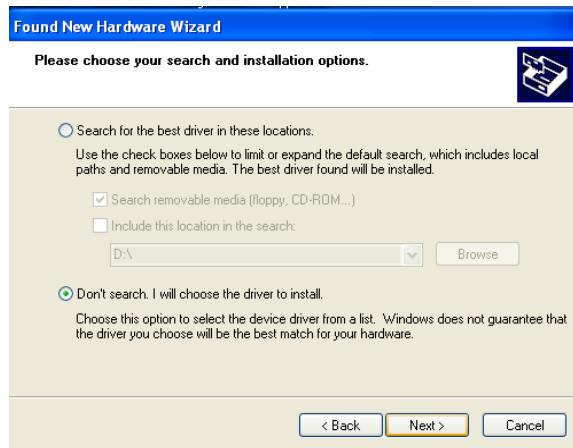 Found New Hardware Wizard
Please choose your search and installation options.
Search for the best driver in these locations.
Use the check boxes below to limit or expand the default search, which includes local
paths and removable media. The best driver found will be installed.
Search removable media (floppy, CD-ROM...)
Include this location in the search:
D:\
Browse
Don't search. I will choose the driver to install.
Choose this option to select the device driver from a list. Windows does not guarantee that
the driver you choose will be the best match for your hardware.
< Back
Next >
Cancel